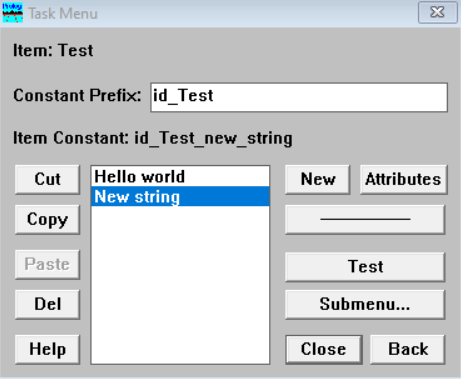 Task Menu
Item: Test
Constant Prefix: id_Test
Item Constant: id_Test_new_string
Cut
Hello world
New
Attributes
New string
Copy
Paste
Test
Del
Submenu...
Help
Close
Back